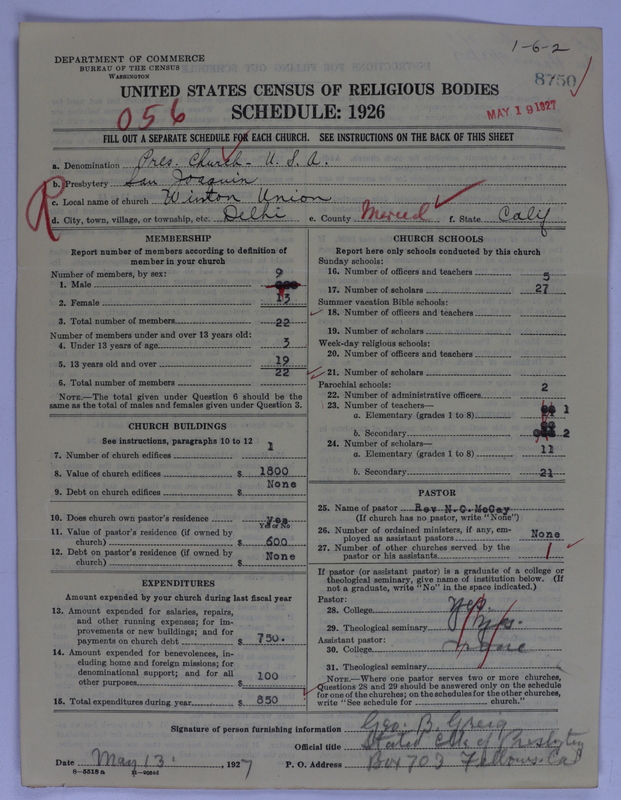 1-6-2
DEPARTMENT OF COMMERCE
BUREAU OF THE CENSUS
WASHINGTON
8750
UNITED STATES CENSUS OF RELIGIOUS BODIES
056
SCHEDULE: 1926
MAY 19 1927
FILL OUT A SEPARATE SCHEDULE FOR EACH CHURCH. SEE INSTRUCTIONS ON THE BACK OF THIS SHEET
a. Denomination Pres. Church - U.S.A.
R
b. Presbytery San Joaquin
c. Local name of church Winton Union
d. City, town, village, or township, etc. Delhi e. County Merced f. State Calif
MEMBERSHIP
Report number of members according to definition of member in your church
Number of members, by sex:
1. Male 9
2. Female 13
3. Total number of members 22
Number of members under and over 13 years old:
4. Under 13 years of age 3
5. 13 years old and over 19
6. Total number of members 22
NOTE.—The total given under Question 6 should be the
same as the total of males and females given under Question 3.
CHURCH BUILDINGS
See instructions, paragraphs 10 to 12
7. Number of church edifices 1
8. Value of church edifices $ 1800
9. Debt on church edifices $ None
10. Does church own pastor's residence Yes
Yes or No
11. Value of pastor's residence (if owned by
church) $ 600
12. Debt on pastor's residence (if owned by
church) $ None
EXPENDITURES
Amount expended by your church during last fiscal year
13. Amount expended for salaries, repairs,
and other running expenses; for im-
provements or new buildings; and for
payments on church debt $ 750.
14. Amount expended for benevolences, in-
cluding home and foreign missions; for
denominational support; and for all
other purposes $ 100
15. Total expenditures during year $ 850
CHURCH SCHOOLS
Report here only schools conducted by this church
Sunday schools:
16. Number of officers and teachers 5
17. Number of scholars 27
Summer vacation Bible schools:
18. Number of officers and teachers
19. Number of scholars
Week-day religious schools:
20. Number of officers and teachers
21. Number of scholars
Parochial schools:
22. Number of administrative officers 2
23. Number of teachers—
a. Elementary (grades 1 to 8) 1
b. Secondary 2
24. Number of scholars—
a. Elementary (grades 1 to 8) 11
b. Secondary 21
PASTOR
25. Name of pastor Rev N.C. McCay
(If church has no pastor, write "None")
26. Number of ordained ministers, if any, em-
ployed as assistant pastors None
27. Number of other churches served by the
pastor or his assistants 1
If pastor (or assistant pastor) is a graduate of a college or
theological seminary, give name of institution below. (If
not a graduate, write "No" in the space indicated.)
Pastor:
28. College Yes.
29. Theological seminary Yes.
Assistant pastor:
30. College None
31. Theological seminary
NOTE.—Where one pastor serves two or more churches,
Questions 28 and 29 should be answered only on the schedule
for one of the churches; on the schedules for the other churches,
write "See schedule for church.
Signature of person furnishing information Geo. B. Greig
Official title Stated Clk of Presbytery
Date May 13. 1927 P. O. Address Box 703 Fellows. Cal
8-5518a